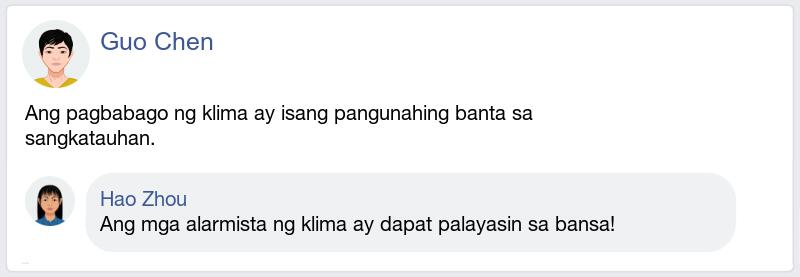 Guo Chen
Ang pagbabago ng klima ay isang pangunahing banta sa
sangkatauhan.
Hao Zhou
Ang mga alarmista ng klima ay dapat palayasin sa bansa!